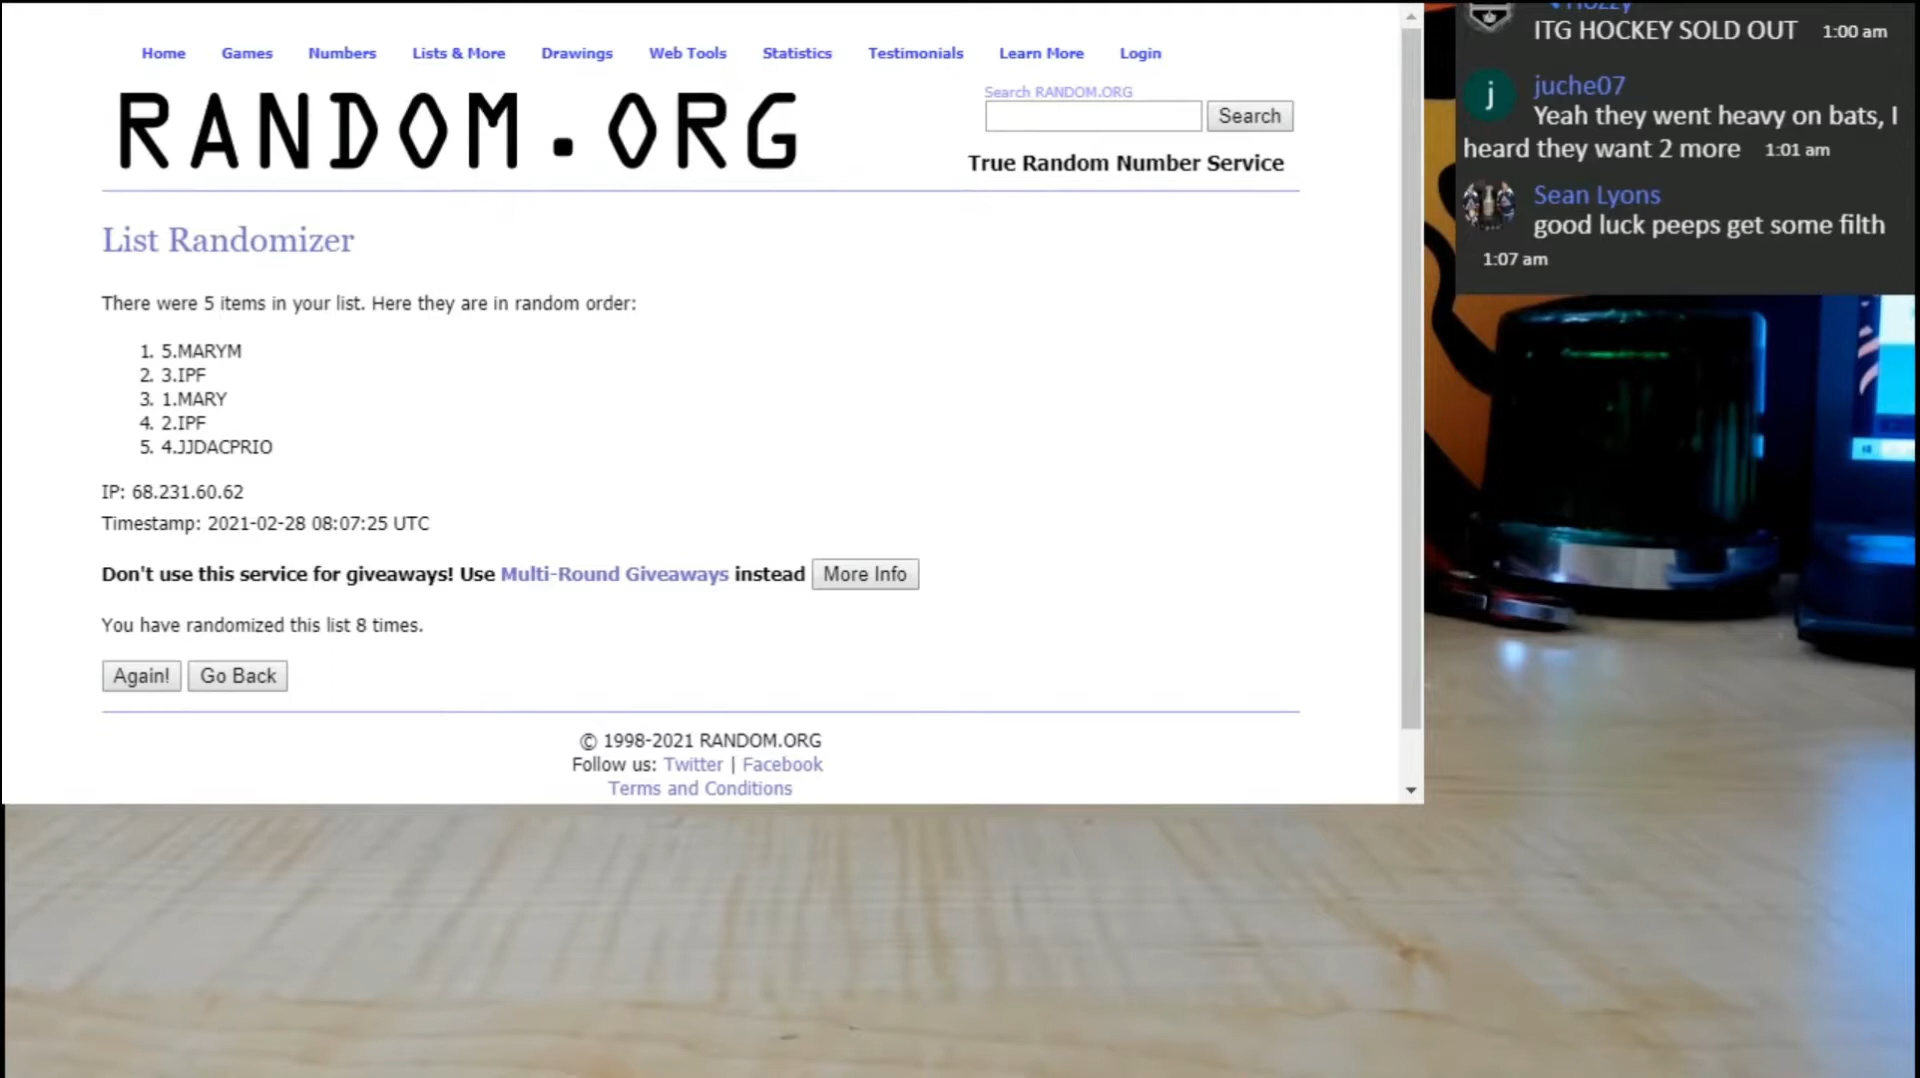 Home Games Numbers Lists & More Drawings Web Tools Statistics Testimonials Learn More Login
RANDOM.ORG
Search RANDOM.ORG
Search
True Random Number Service
List Randomizer
There were 5 items in your list. Here they are in random order:
1. 5.MARYM
2. 3.IPF
3. 1.MARY
4. 2.IPF
5. 4.JJDACPRIO
IP: 68.231.60.62
Timestamp: 2021-02-28 08:07:25 UTC
Don't use this service for giveaways! Use Multi-Round Giveaways instead More Info
You have randomized this list 8 times.
Again! Go Back
© 1998-2021 RANDOM.ORG
Follow us: Twitter | Facebook
Terms and Conditions
ITG HOCKEY SOLD OUT 1:00 am
j juche07
Yeah they went heavy on bats, I
heard they want 2 more 1:01 am
Sean Lyons
good luck peeps get some filth
1:07 am